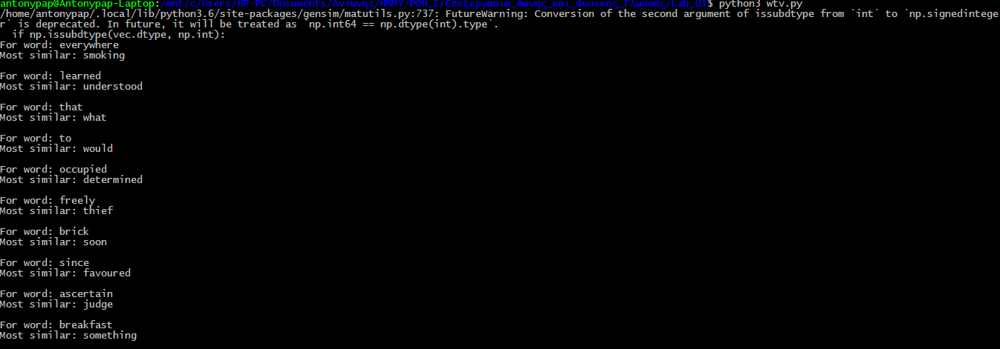 antonypap@Antonypap-Laptop:/mnt/c/Users/HP-PC/Documents/Αντώνης/ΗΜΜΥ/ΡΟΗ_Σ/Επεξεργασία_Φωνής_και_Φυσικής_Γλώσσας/Lab_01$ python3 wtv.py
/home/antonypap/.local/lib/python3.6/site-packages/gensim/matutils.py:737: FutureWarning: Conversion of the second argument of issubdtype from `int` to `np.signedintege
r` is deprecated. In future, it will be treated as `np.int64 == np.dtype(int).type`.
  if np.issubdtype(vec.dtype, np.int):
For word: everywhere
Most similar: smoking
For word: learned
Most similar: understood
For word: that
Most similar: what
For word: to
Most similar: would
For word: occupied
Most similar: determined
For word: freely
Most similar: thief
For word: brick
Most similar: soon
For word: since
Most similar: favoured
For word: ascertain
Most similar: judge
For word: breakfast
Most similar: something